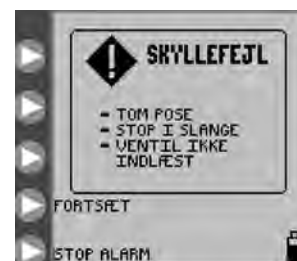 SKYLLEFEJL
- TOM POSE
- STOP I SLANGE
- VENTIL IKKE
INDLÆST
FORTSÆT
STOP ALARM